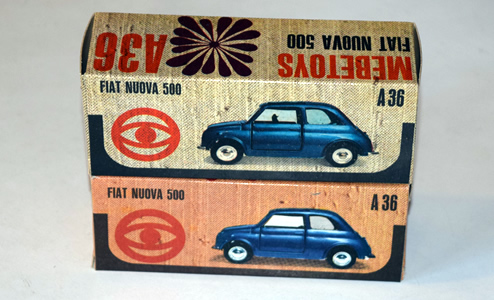 MEBETOYS
FIAT NUOVA 500
A36
FIAT NUOVA 500
A 36
FIAT NUOVA 500
A 36